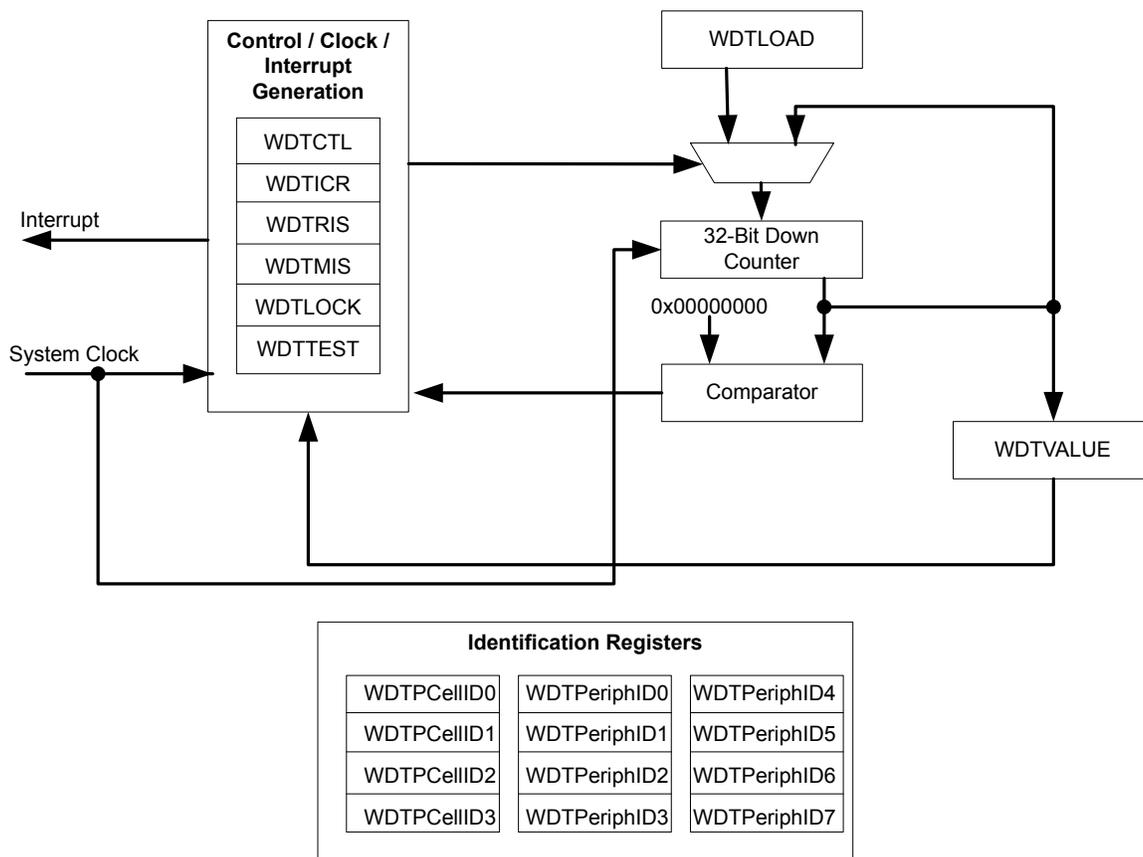 Control / Clock /
Interrupt
Generation
WDTCTL
WDTICR
WDTRIS
WDTMIS
WDTLOCK
WDTTEST
Interrupt
System Clock
WDTLOAD
32-Bit Down
Counter
0x00000000
Comparator
WDTVALUE
Identification Registers
WDTPCellID0 WDTPeriphID0 WDTPeriphID4
WDTPCellID1 WDTPeriphID1 WDTPeriphID5
WDTPCellID2 WDTPeriphID2 WDTPeriphID6
WDTPCellID3 WDTPeriphID3 WDTPeriphID7